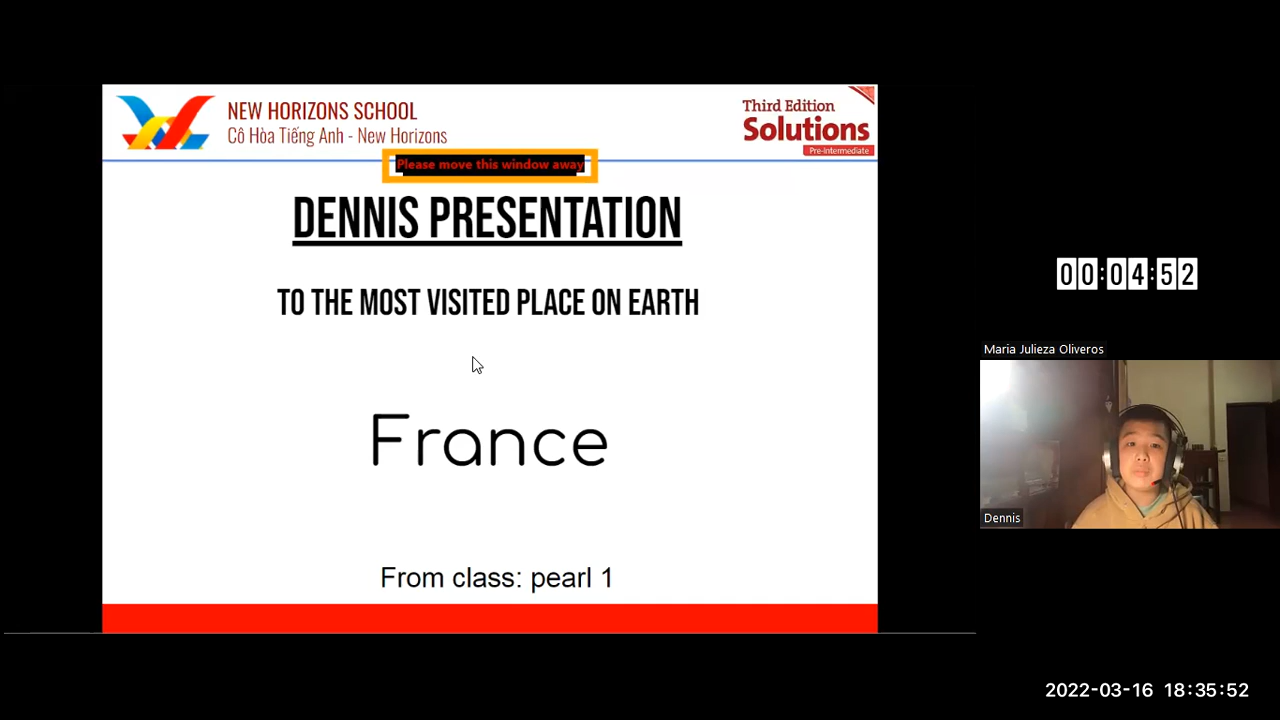 NEW HORIZONS SCHOOL
Cô Hòa Tiếng Anh - New Horizons
Third Edition
Solutions
Pre-Intermediate
Please move this window away
DENNIS PRESENTATION
TO THE MOST VISITED PLACE ON EARTH
France
From class: pearl 1
00:04:52
Maria Julieza Oliveros
Dennis
2022-03-16 18:35:52